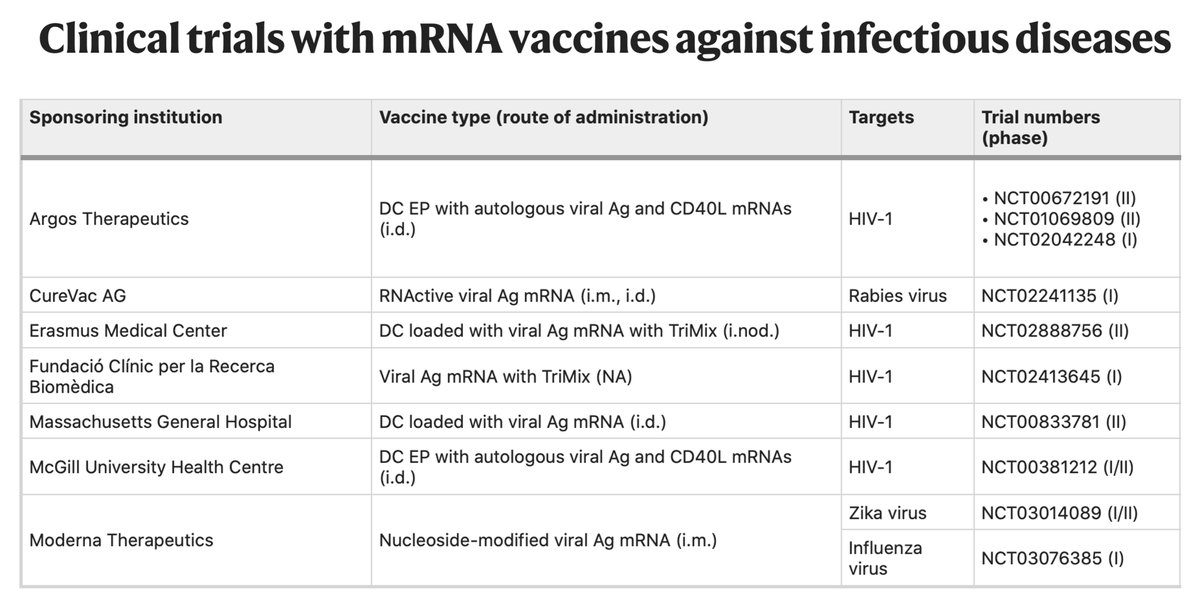 Clinical trials with mRNA vaccines against infectious diseases
Sponsoring institution
Vaccine type (route of administration)
Targets
Trial numbers
(phase)
Argos Therapeutics
DC EP with autologous viral Ag and CD40L mRNAs
(i.d.)
HIV-1
• NCT00672191 (II)
• NCT01069809 (II)
• NCT02042248 (I)
CureVac AG
RNActive viral Ag mRNA (i.m., i.d.)
Rabies virus
NCT02241135 (I)
Erasmus Medical Center
DC loaded with viral Ag mRNA with TriMix (i.nod.)
HIV-1
NCT02888756 (II)
Fundació Clínic per la Recerca
Biomèdica
Viral Ag mRNA with TriMix (NA)
HIV-1
NCT02413645 (I)
Massachusetts General Hospital
DC loaded with viral Ag mRNA (i.d.)
HIV-1
NCT00833781 (II)
McGill University Health Centre
DC EP with autologous viral Ag and CD40L mRNAs
(i.d.)
HIV-1
NCT00381212 (I/II)
Moderna Therapeutics
Nucleoside-modified viral Ag mRNA (i.m.)
Zika virus
NCT03014089 (I/II)
Influenza
virus
NCT03076385 (I)